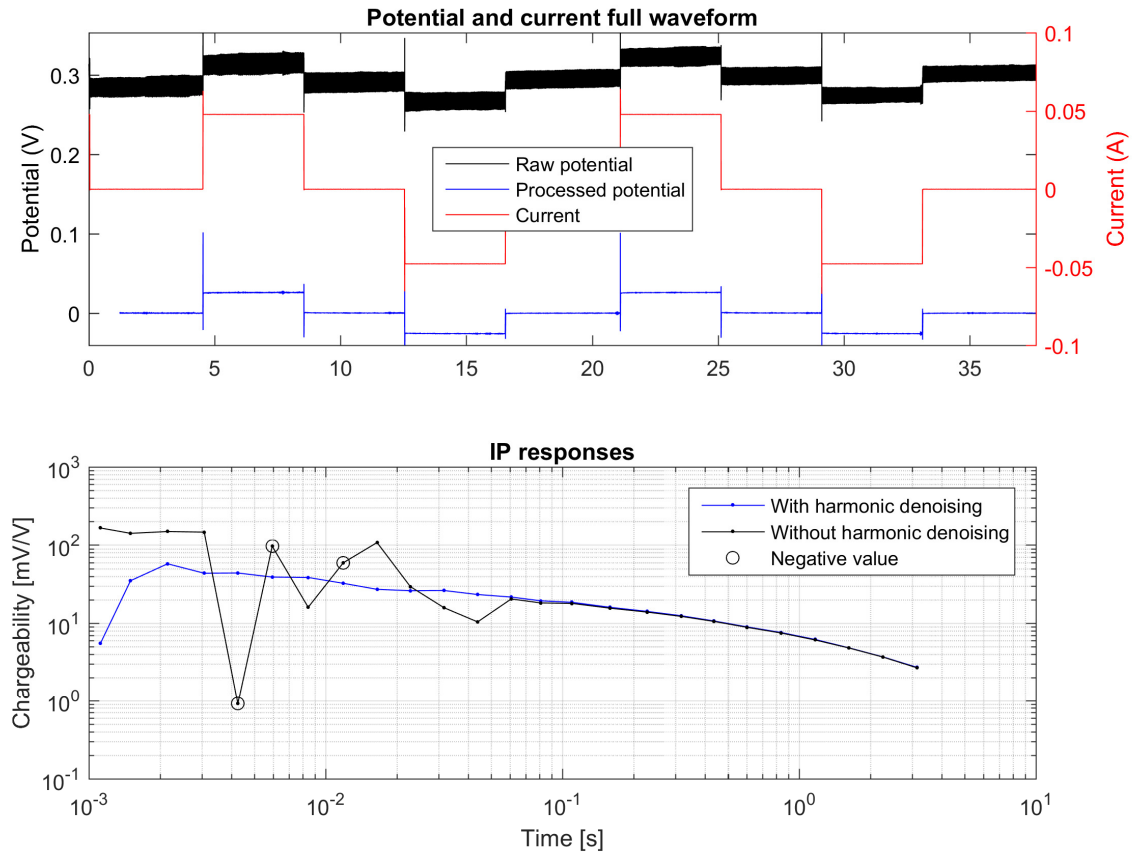 Potential and current full waveform
Potential (V)
0.3
0.2
0.1
0
0.1
0.05
0
-0.05
-0.1
Current (A)
Raw potential
Processed potential
Current
0 5 10 15 20 25 30 35
IP responses
Chargeability [mV/V]
10^3
10^2
10^1
10^0
10^-1
With harmonic denoising
Without harmonic denoising
Negative value
10^-3 10^-2 10^-1 10^0 10^1
Time [s]